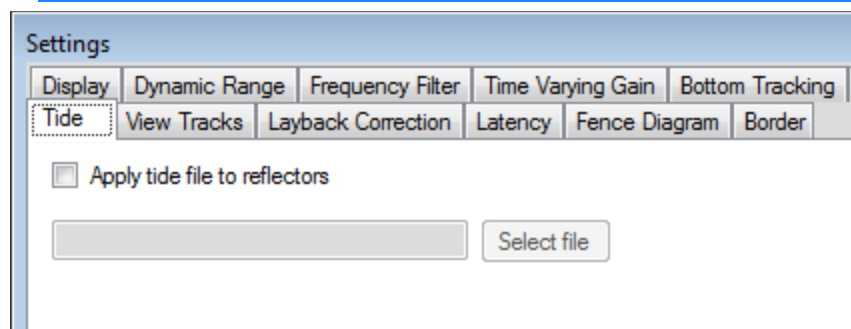 Settings
Display Dynamic Range Frequency Filter Time Varying Gain Bottom Tracking
Tide View Tracks Layback Correction Latency Fence Diagram Border
Apply tide file to reflectors
Select file